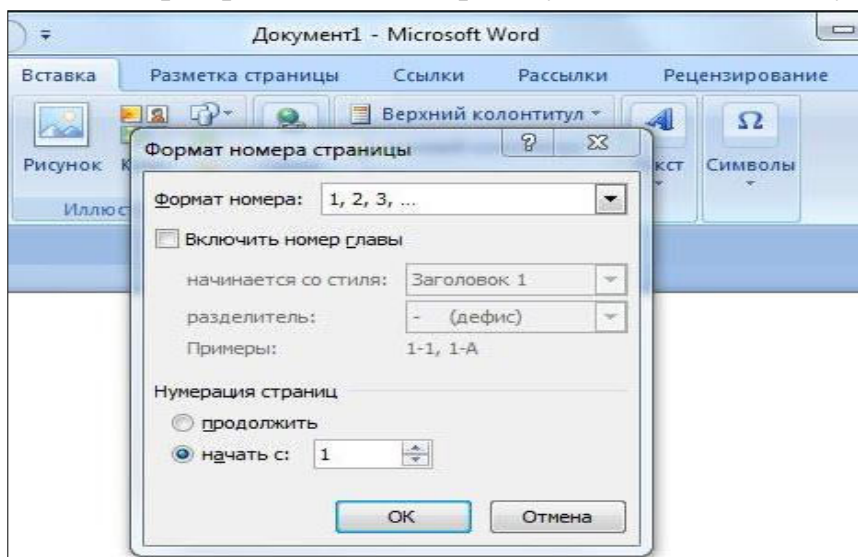 Документ1 - Microsoft Word
Вставка Разметка страницы Ссылки Рассылки Рецензирование
Верхний колонтитул
Рисунок Символы
Формат номера страницы
Формат номера: 1, 2, 3, ...
Включить номер главы
начинается со стиля: Заголовок 1
разделитель: - (дефис)
Примеры: 1-1, 1-A
Нумерация страниц
продолжить
начать с: 1
ОК Отмена